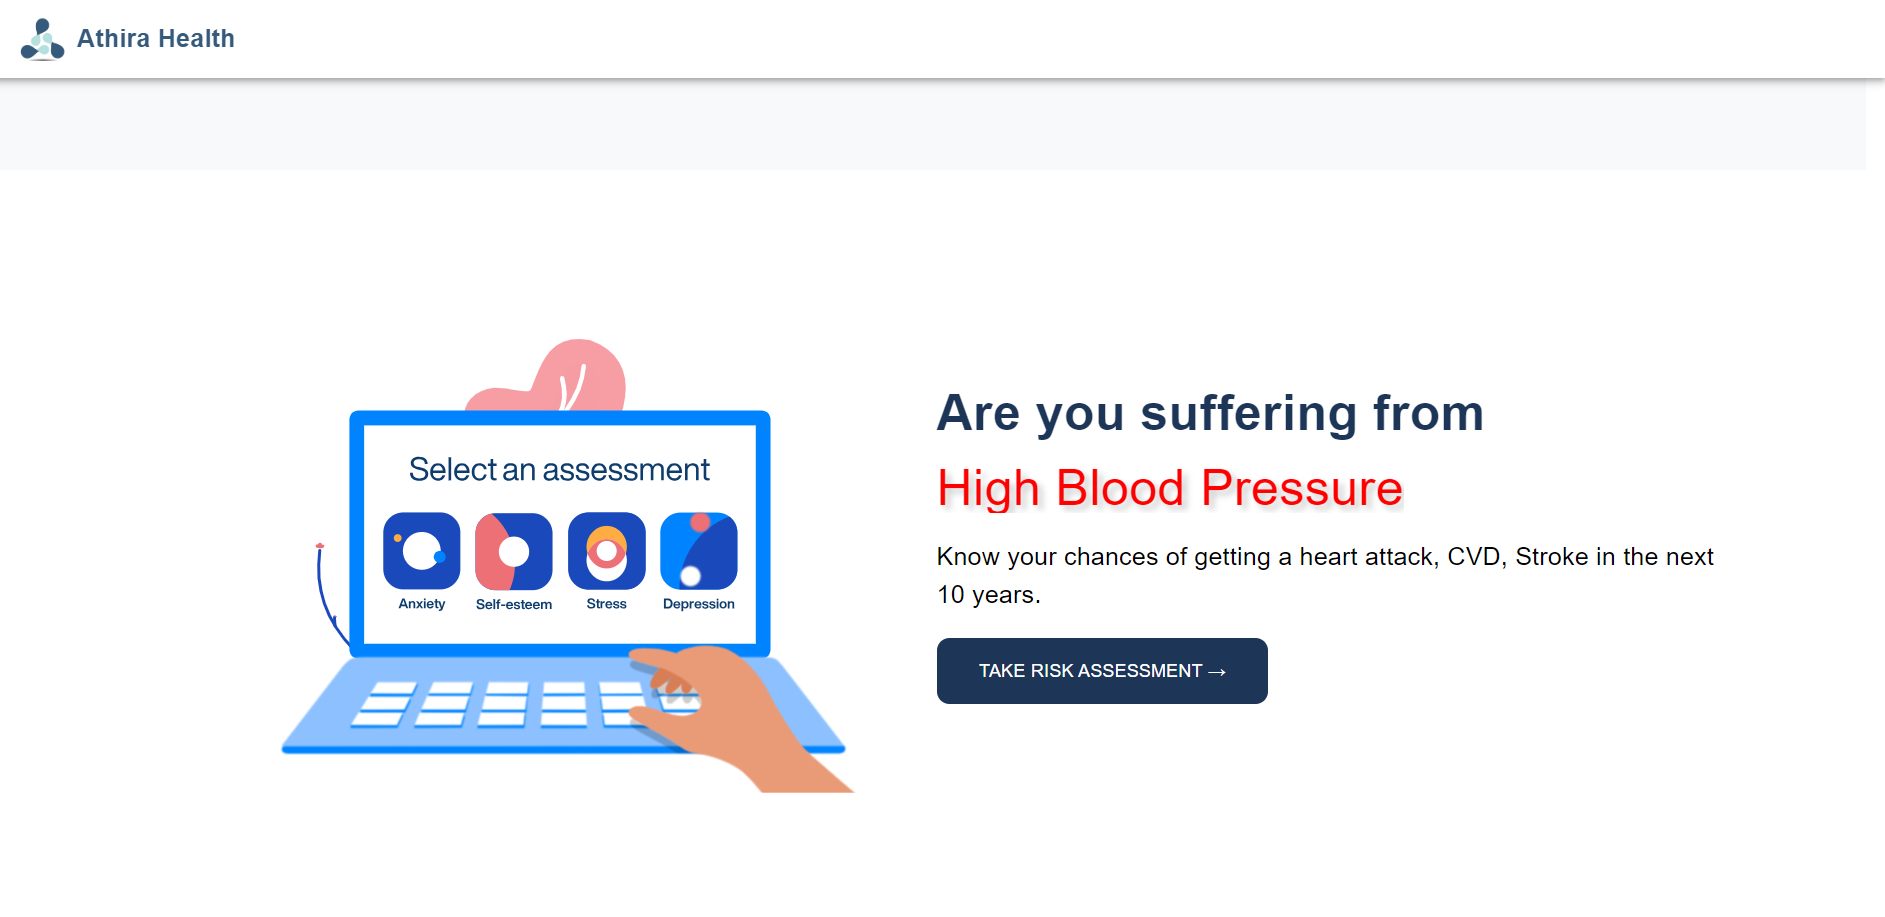 Athira Health
Select an assessment
Anxiety
Self-esteem
Stress
Depression
Are you suffering from
High Blood Pressure
Know your chances of getting a heart attack, CVD, Stroke in the next
10 years.
TAKE RISK ASSESSMENT →